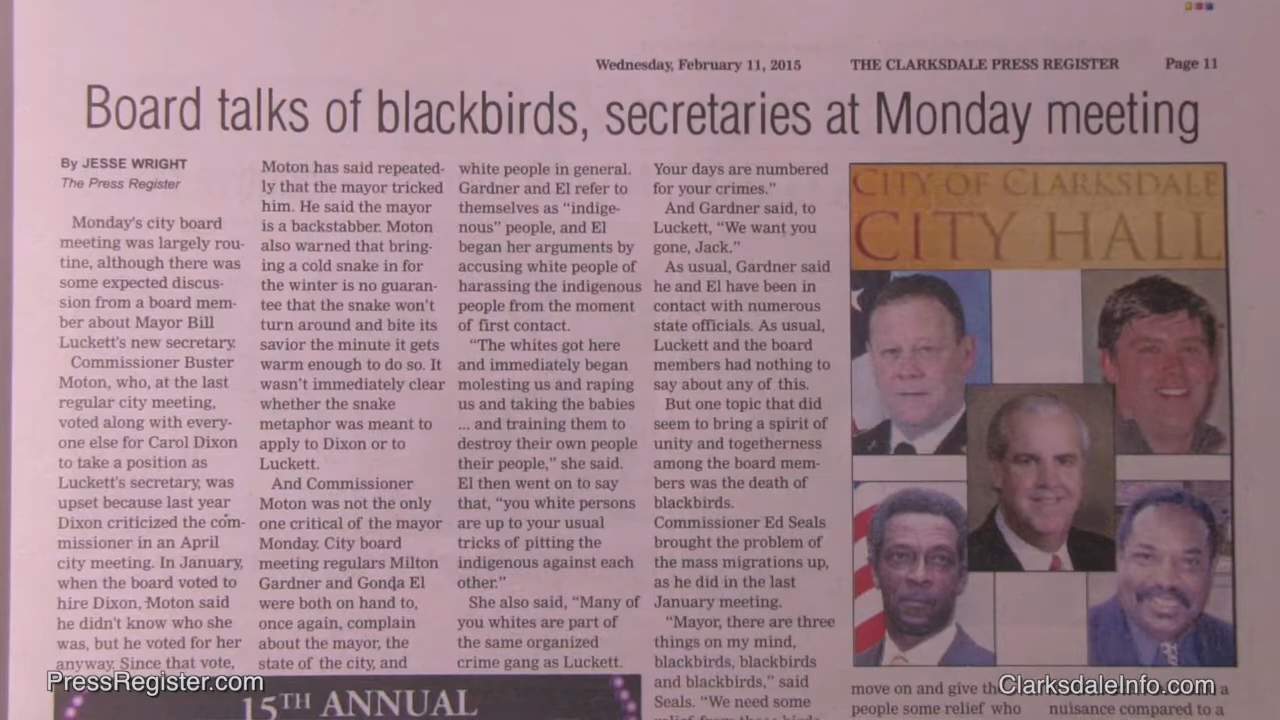 Wednesday, February 11, 2015 THE CLARKSDALE PRESS REGISTER Page 11
Board talks of blackbirds, secretaries at Monday meeting
By JESSE WRIGHT
The Press Register
Monday's city board
meeting was largely rou-
tine, although there was
some expected discus-
sion from a board mem-
ber about Mayor Bill
Luckett's new secretary.
Commissioner Buster
Moton, who, at the last
regular city meeting,
voted along with every-
one else for Carol Dixon
to take a position as
Luckett's secretary, was
upset because last year
Dixon criticized the com-
missioner in an April
city meeting. In January,
when the board voted to
hire Dixon, Moton said
he didn't know who she
was, but he voted for her
anyway. Since that vote,
Moton has said repeated-
ly that the mayor tricked
him. He said the mayor
is a backstabber. Moton
also warned that bring-
ing a cold snake in for
the winter is no guaran-
tee that the snake won't
turn around and bite its
savior the minute it gets
warm enough to do so. It
wasn't immediately clear
whether the snake
metaphor was meant to
apply to Dixon or to
Luckett.
And Commissioner
Moton was not the only
one critical of the mayor
Monday. City board
meeting regulars Milton
Gardner and Gonda El
were both on hand to,
once again, complain
about the mayor, the
state of the city, and
white people in general.
Gardner and El refer to
themselves as "indige-
nous" people, and El
began her arguments by
accusing white people of
harassing the indigenous
people from the moment
of first contact.
"The whites got here
and immediately began
molesting us and raping
us and taking the babies
... and training them to
destroy their own people
their people," she said.
El then went on to say
that, "you white persons
are up to your usual
tricks of pitting the
indigenous against each
other."
She also said, "Many of
you whites are part of
the same organized
crime gang as Luckett.
Your days are numbered
for your crimes."
And Gardner said, to
Luckett, "We want you
gone, Jack."
As usual, Gardner said
he and El have been in
contact with numerous
state officials. As usual,
Luckett and the board
members had nothing to
say about any of this.
But one topic that did
seem to bring a spirit of
unity and togetherness
among the board mem-
bers was the death of
blackbirds.
Commissioner Ed Seals
brought the problem of
the mass migrations up,
as he did in the last
January meeting.
"Mayor, there are three
things on my mind,
blackbirds, blackbirds
and blackbirds," said
Seals. "We need some
relief from those birds
CITY OF CLARKSDALE
CITY HALL
move on and give th
people some relief who
a
nuisance compared to a
15TH ANNUAL
PressRegister.com
ClarksdaleInfo.com